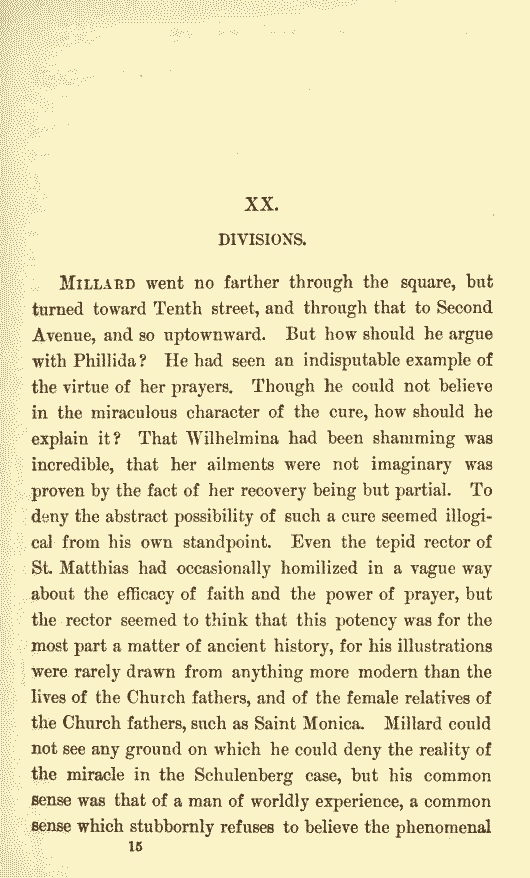 XX.
DIVISIONS.
MILLARD went no farther through the square, but
turned toward Tenth street, and through that to Second
Avenue, and so uptownward. But how should he argue
with Phillida? He had seen an indisputable example of
the virtue of her prayers. Though he could not believe
in the miraculous character of the cure, how should he
explain it? That Wilhelmina had been shamming was
incredible, that her ailments were not imaginary was
proven by the fact of her recovery being but partial. To
deny the abstract possibility of such a cure seemed illogi-
cal from his own standpoint. Even the tepid rector of
St. Matthias had occasionally homilized in a vague way
about the efficacy of faith and the power of prayer, but
the rector seemed to think that this potency was for the
most part a matter of ancient history, for his illustrations
were rarely drawn from anything more modern than the
lives of the Church fathers, and of the female relatives of
the Church fathers, such as Saint Monica. Millard could
not see any ground on which he could deny the reality of
the miracle in the Schulenberg case, but his common
sense was that of a man of worldly experience, a common
sense which stubbornly refuses to believe the phenomenal
15